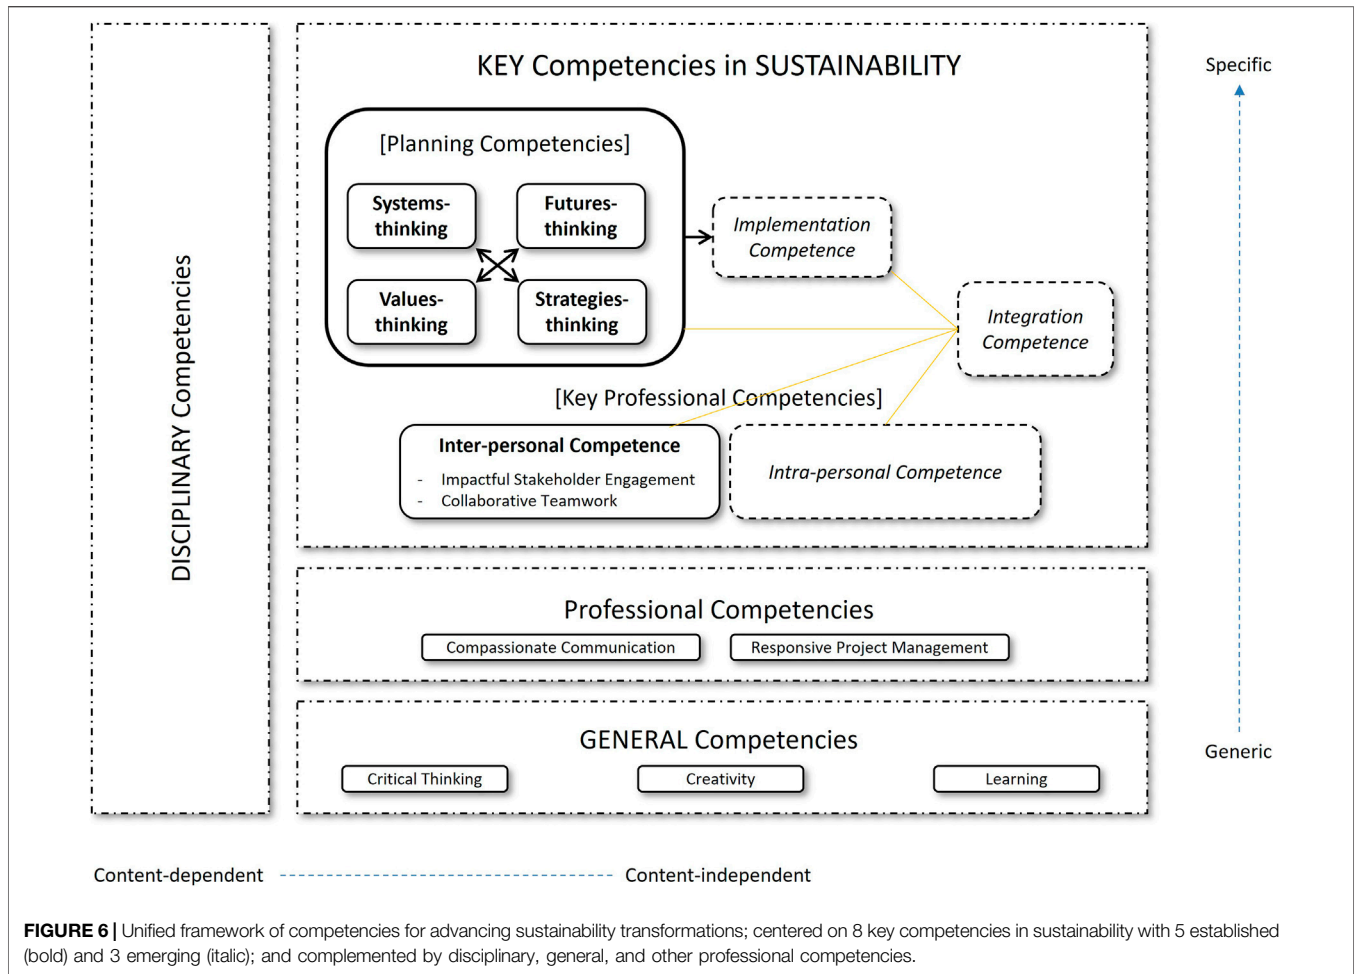 DISCIPLINARY Competencies
KEY Competencies in SUSTAINABILITY
[Planning Competencies]
Systems-
thinking
Futures-
thinking
Values-
thinking
Strategies-
thinking
Implementation
Competence
Integration
Competence
[Key Professional Competencies]
Inter-personal Competence
- Impactful Stakeholder Engagement
- Collaborative Teamwork
Intra-personal Competence
Professional Competencies
Compassionate Communication
Responsive Project Management
GENERAL Competencies
Critical Thinking
Creativity
Learning
Specific
Generic
Content-dependent
Content-independent
FIGURE 6 | Unified framework of competencies for advancing sustainability transformations; centered on 8 key competencies in sustainability with 5 established
(bold) and 3 emerging (italic); and complemented by disciplinary, general, and other professional competencies.